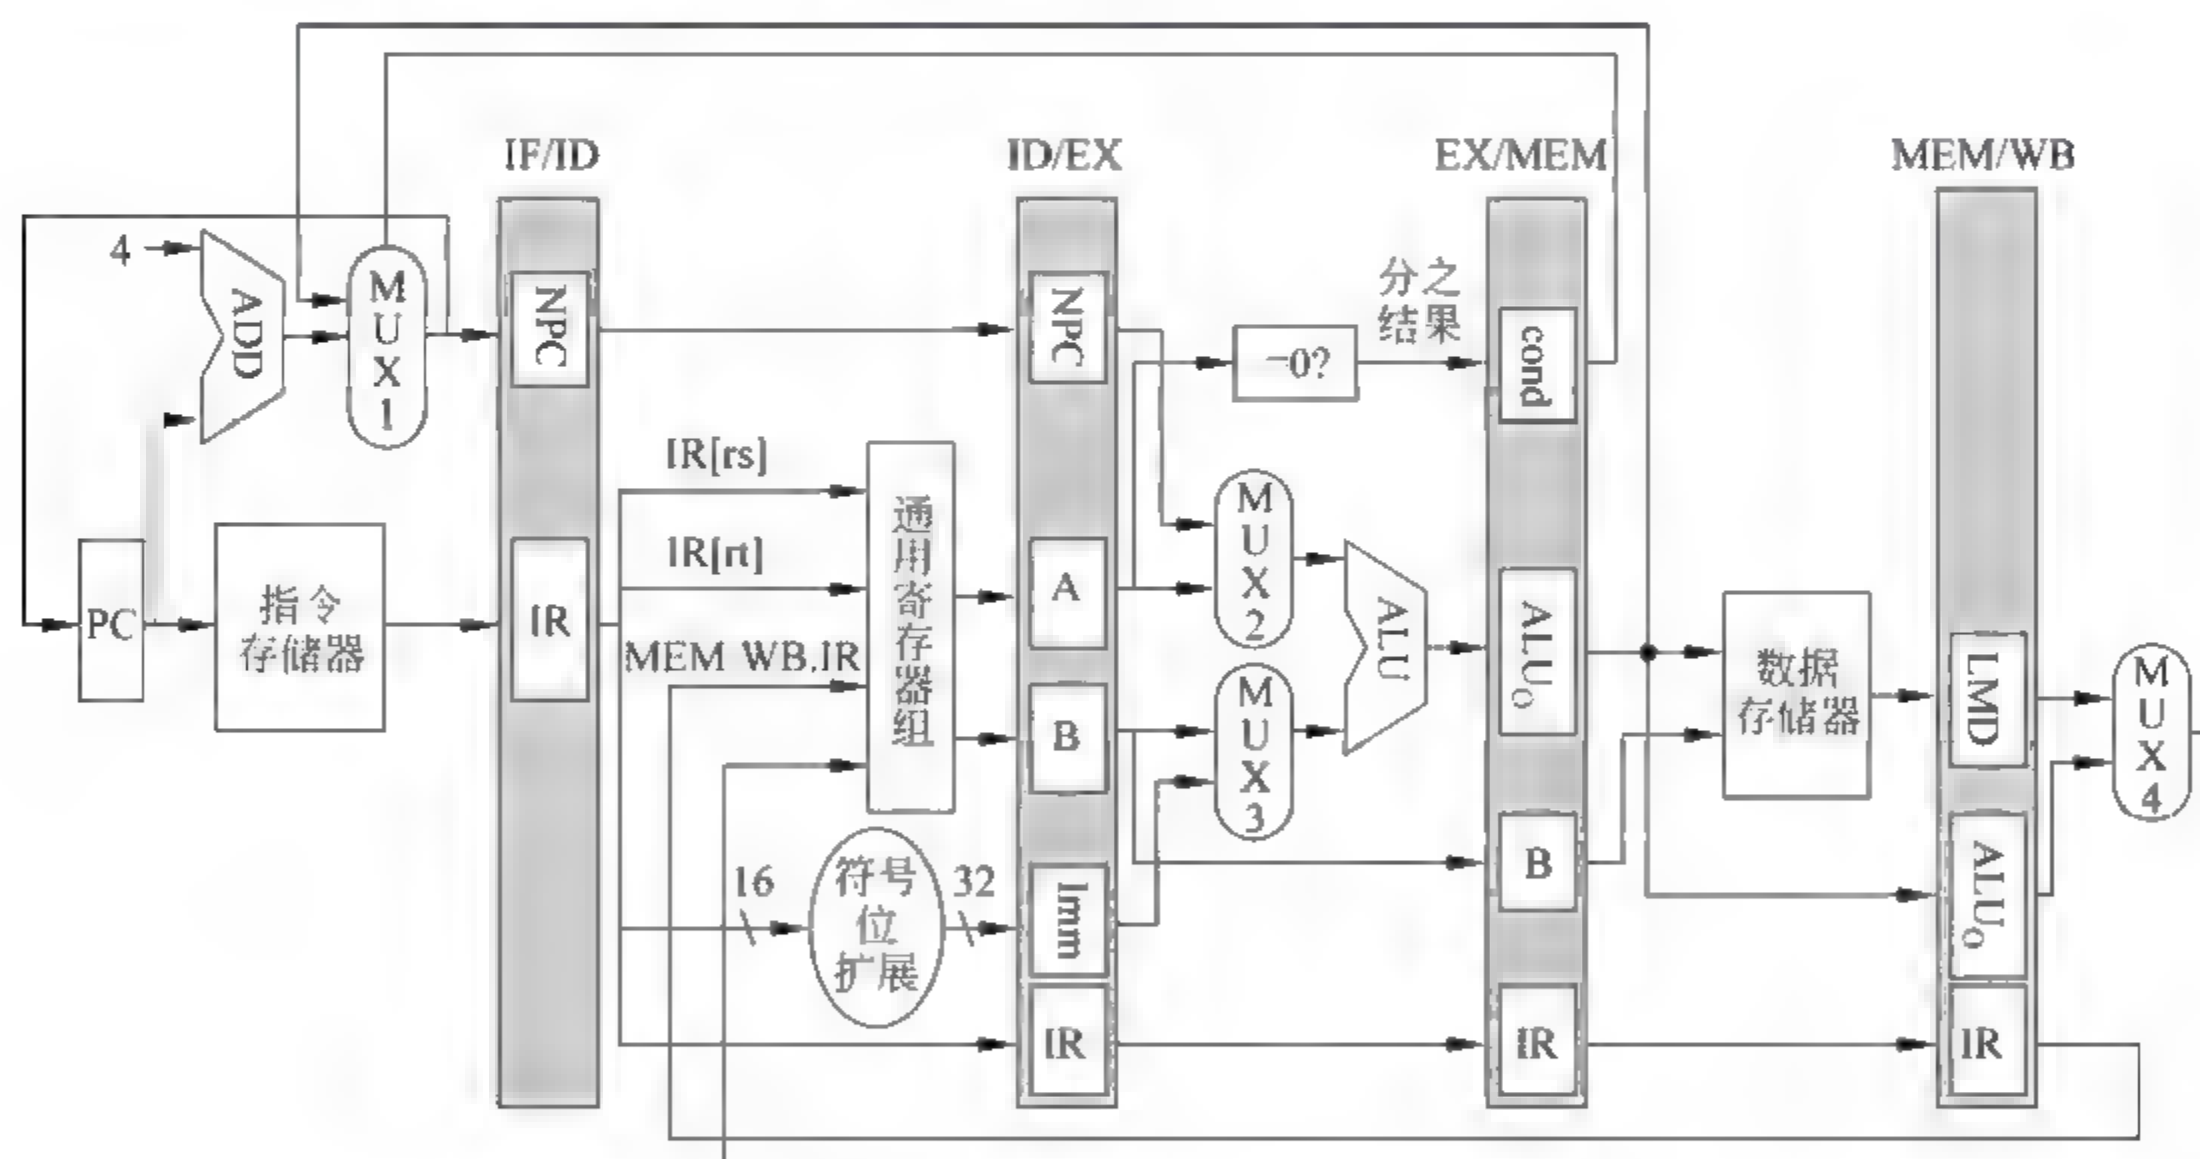 IF/ID
ID/EX
EX/MEM
MEM/WB
4
ADD
MUX1
NPC
NPC
=0?
分之
结果
cond
PC
指令
存储器
IR
IR[rs]
IR[rt]
MEM WB.IR
通用寄存器组
A
B
MUX2
MUX3
ALU
ALUO
数据
存储器
LMD
MUX4
16
符号
位
扩展
32
Imm
B
ALUO
IR
IR
IR